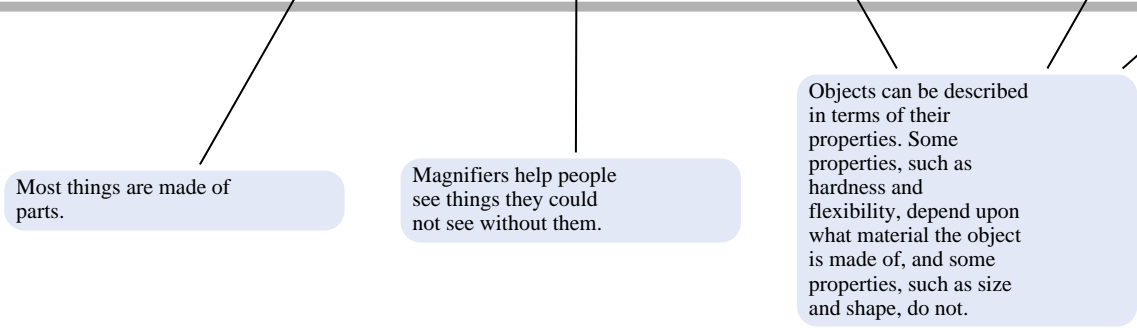 Most things are made of
parts.
Magnifiers help people
see things they could
not see without them.
Objects can be described
in terms of their
properties. Some
properties, such as
hardness and
flexibility, depend upon
what material the object
is made of, and some
properties, such as size
and shape, do not.